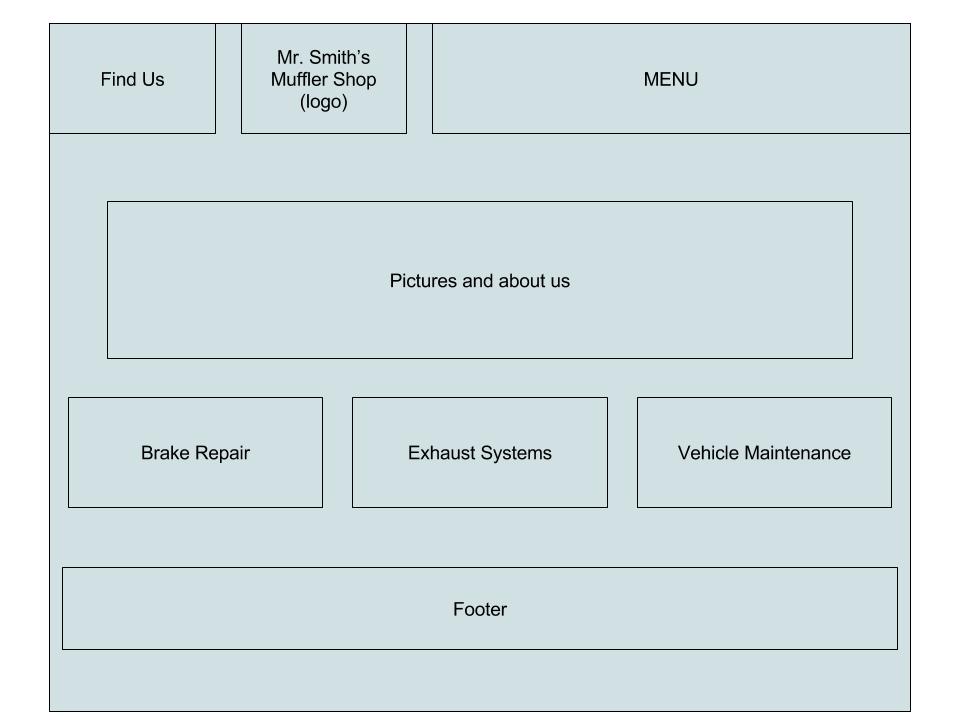 Find Us
Mr. Smith’s
Muffler Shop
(logo)
MENU
Pictures and about us
Brake Repair
Exhaust Systems
Vehicle Maintenance
Footer